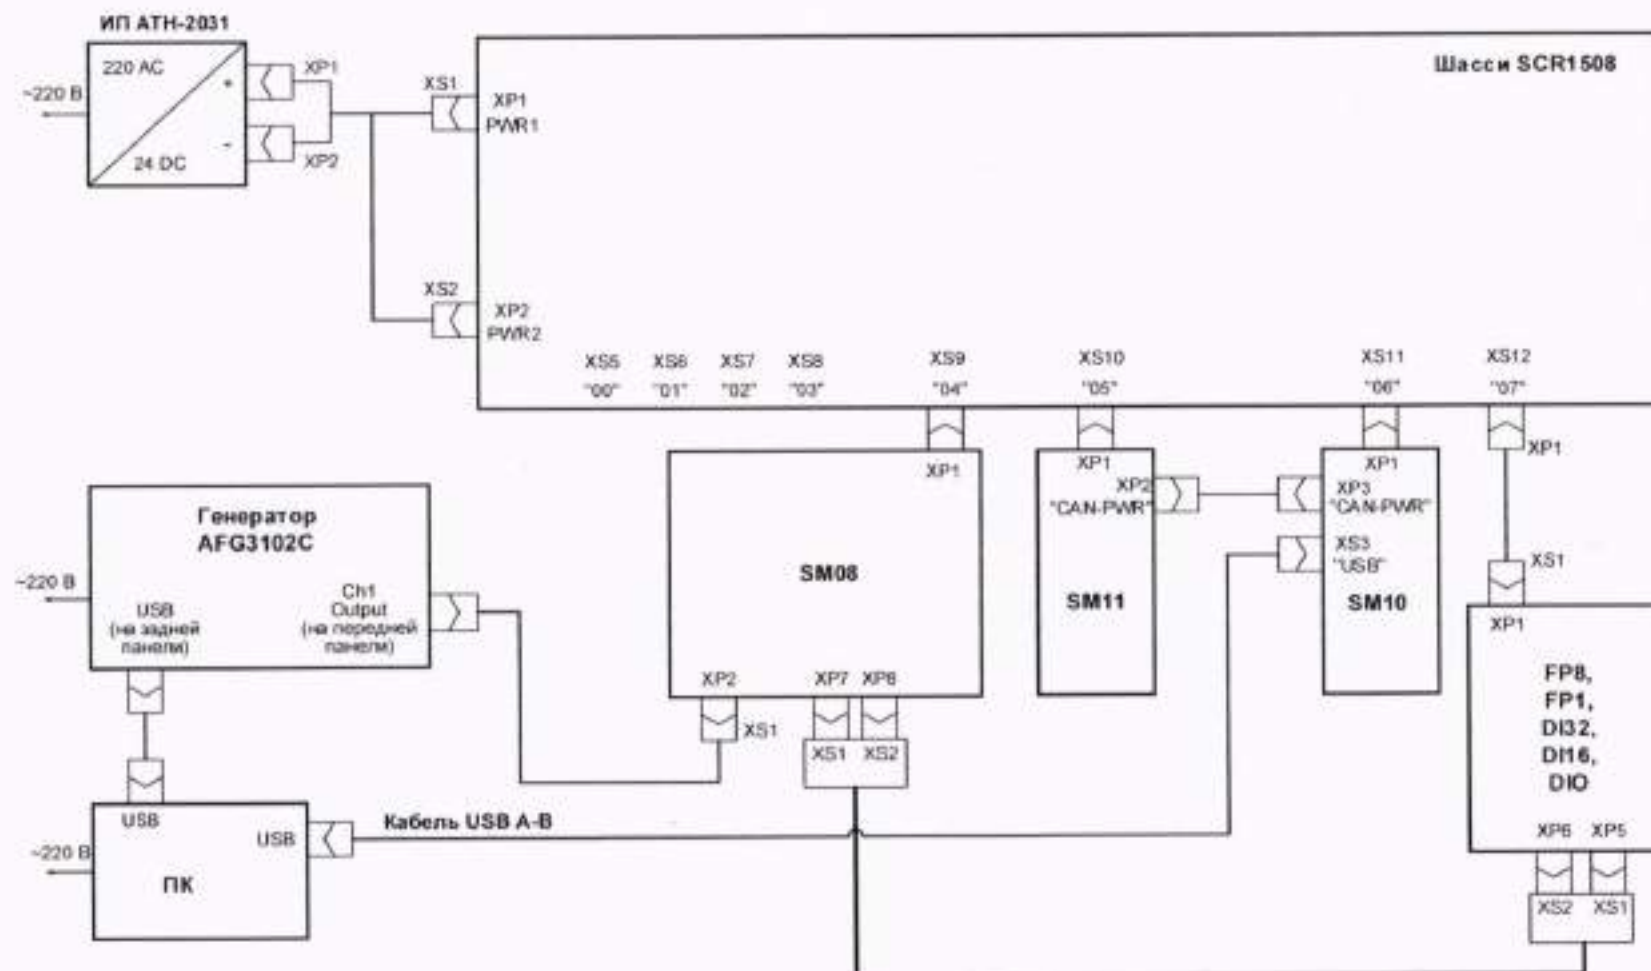 ИП АТН-2031
220 AC
+
-
24 DC
~220 В
XP1
XP2
XS1
XP1
PWR1
XS2
XP2
PWR2
Шасси SCR1508
XS5 XS6 XS7 XS8 XS9 XS10 XS11 XS12
"00" "01" "02" "03" "04" "05" "06" "07"
XP1
SM08
XP2 XP7 XP8
XS1
XS1 XS2
XP1
XP2
"CAN-PWR"
SM11
XP1
XP3
"CAN-PWR"
XS3
"USB"
SM10
XP1
XS1
XP1
FP8,
FP1,
DI32,
DI16,
DIO
XP6 XP5
XS2 XS1
Генератор
AFG3102C
~220 В
USB
(на задней
панели)
Ch1
Output
(на передней
панели)
USB
USB
ПК
~220 В
Кабель USB A-B